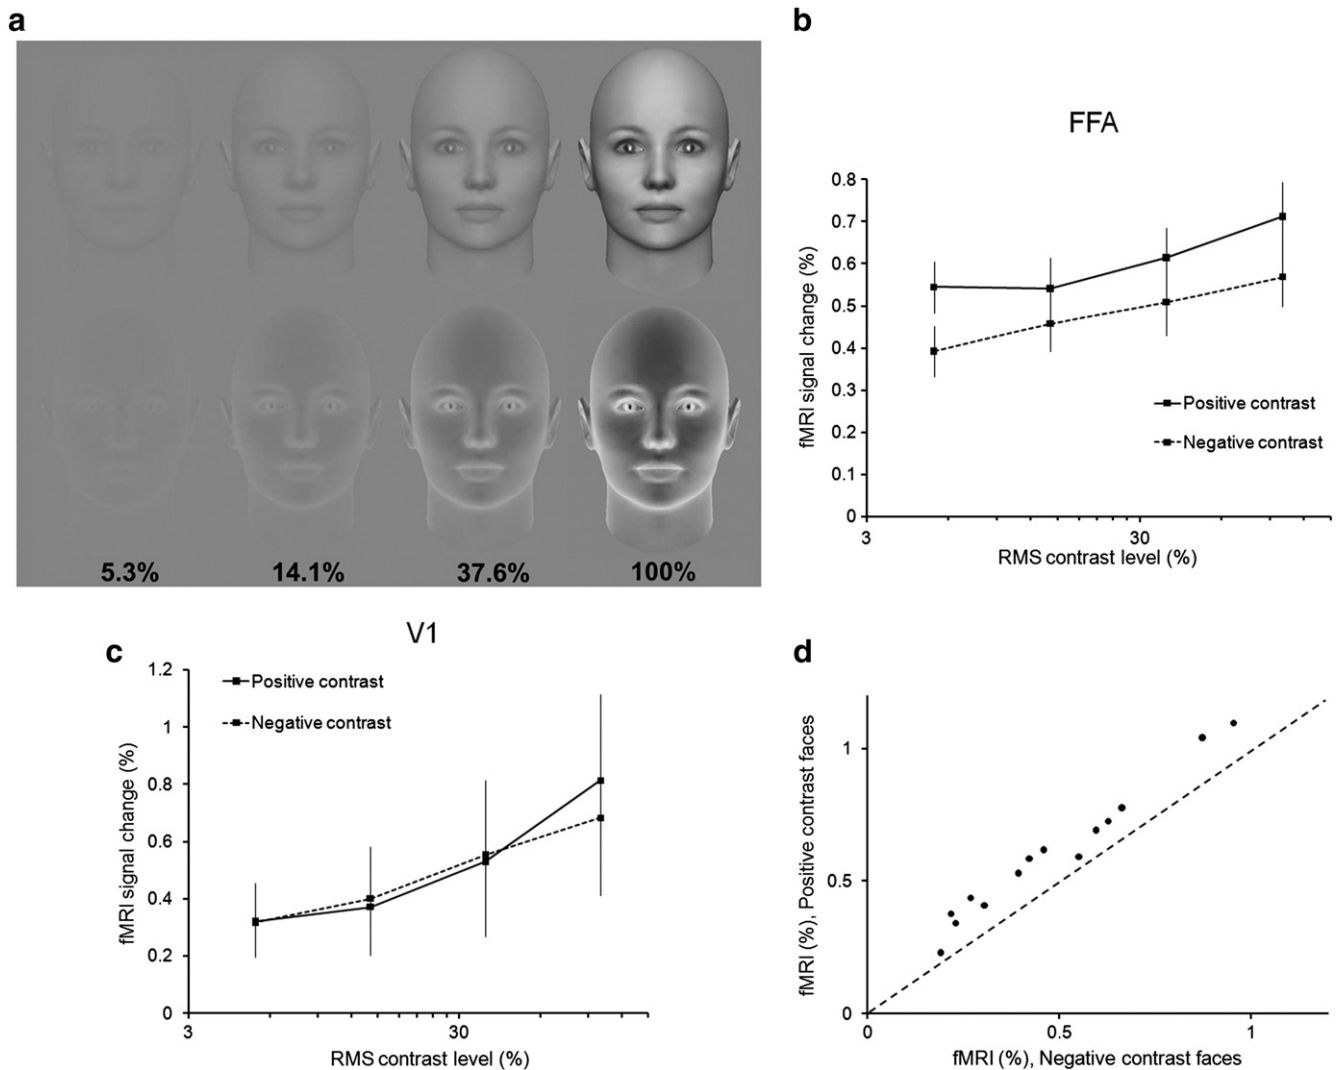 a
5.3% 14.1% 37.6% 100%
b
FFA
fMRI signal change (%)
0.8
0.7
0.6
0.5
0.4
0.3
0.2
0.1
0
Positive contrast
Negative contrast
3 30
RMS contrast level (%)
c
V1
fMRI signal change (%)
1.2
1
0.8
0.6
0.4
0.2
0
Positive contrast
Negative contrast
3 30
RMS contrast level (%)
d
fMRI (%), Positive contrast faces
1
0.5
0
0 0.5 1
fMRI (%), Negative contrast faces